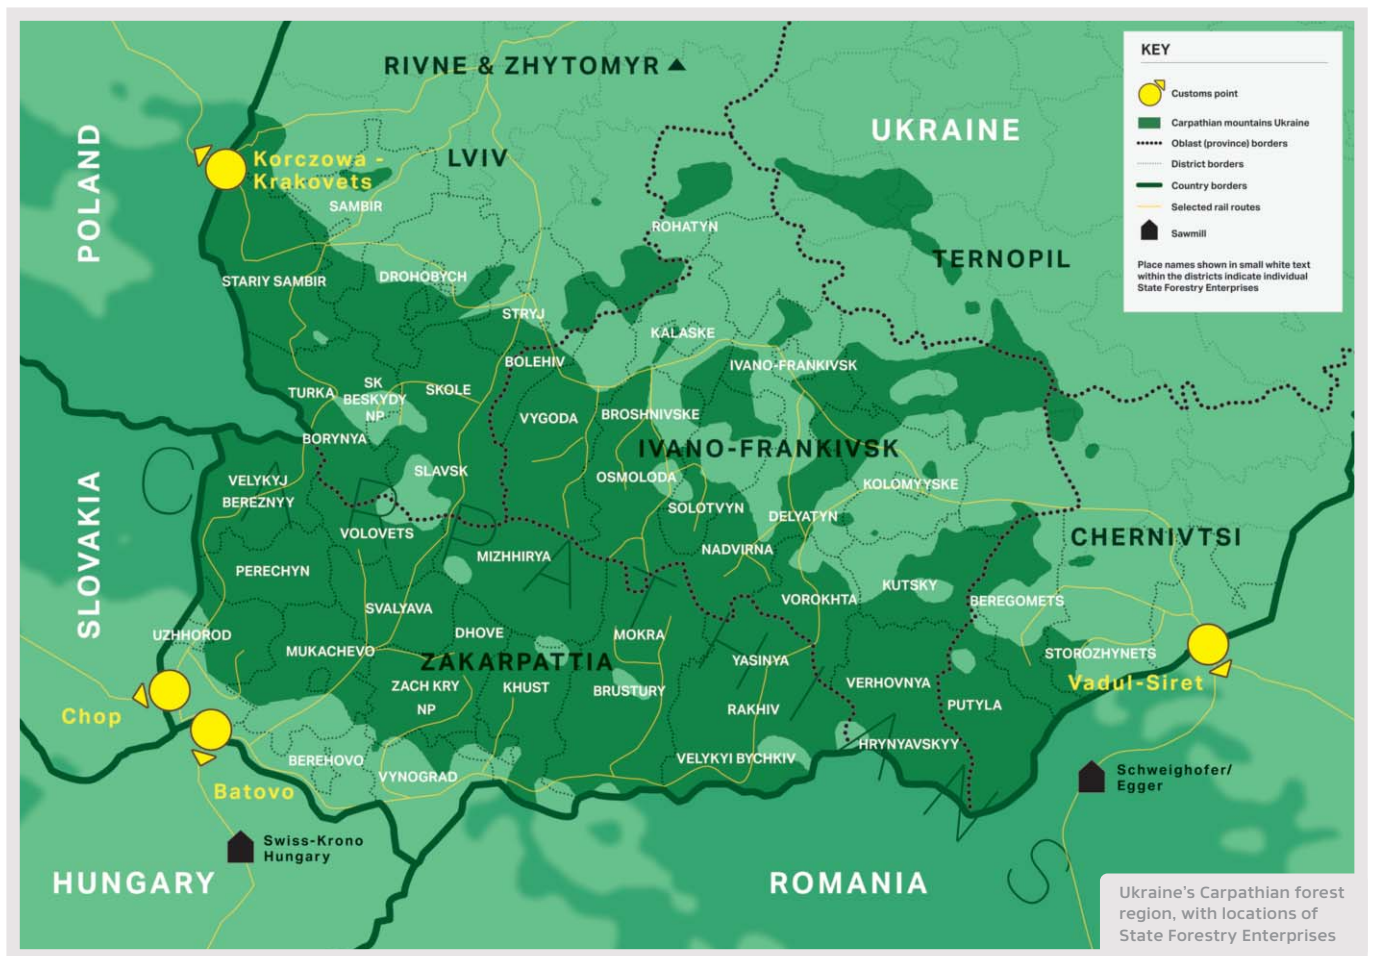 RIVNE & ZHYTOMYR
UKRAINE
LVIV
POLAND
Korczowa -
Krakovets
SAMBIR
ROHATYN
TERNOPIL
STARIY SAMBIR
DROHOBYCH
STRYJ
KALASKE
BOLEHIV
IVANO-FRANKIVSK
TURKA
SK
BESKYDY
NP
SKOLE
VYGODA
BROSHNIVSKE
BORYNYA
IVANO-FRANKIVSK
SLAVSK
OSMOLODA
KOLOMYYSKE
VELYKYJ
BEREZNYY
SOLOTVYN
DELYATYN
SLOVAKIA
VOLOVETS
CHERNIVTSI
MIZHHIRYA
NADVIRNA
PERECHYN
KUTSKY
SVALYAVA
VOROKHTA
BEREGOMETS
UZHHOROD
DHOVE
MOKRA
MUKACHEVO
ZAKARPATTIA
YASINYA
STOROZHYNETS
ZACH KRY
NP
KHUST
BRUSTURY
VERHOVNYA
Vadul-Siret
RAKHIV
PUTYLA
Chop
HRYNYAVSKYY
BEREHOVO
VYNOGRAD
VELYKYI BYCHKIV
Batovo
Schweighofer/
Egger
Swiss-Krono
Hungary
HUNGARY
ROMANIA
CARPATHIANS
KEY
Customs point
Carpathian mountains Ukraine
Oblast (province) borders
District borders
Country borders
Selected rail routes
Sawmill
Place names shown in small white text
within the districts indicate individual
State Forestry Enterprises
Ukraine's Carpathian forest
region, with locations of
State Forestry Enterprises